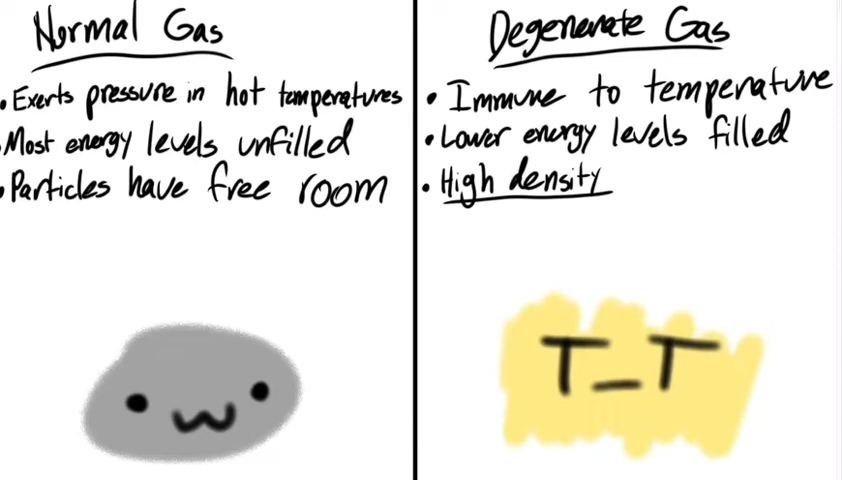 Normal Gas
• Exerts pressure in hot temperatures
• Most energy levels unfilled
• Particles have free room
Degenerate Gas
• Immune to temperature
• Lower energy levels filled
• High density
T_T